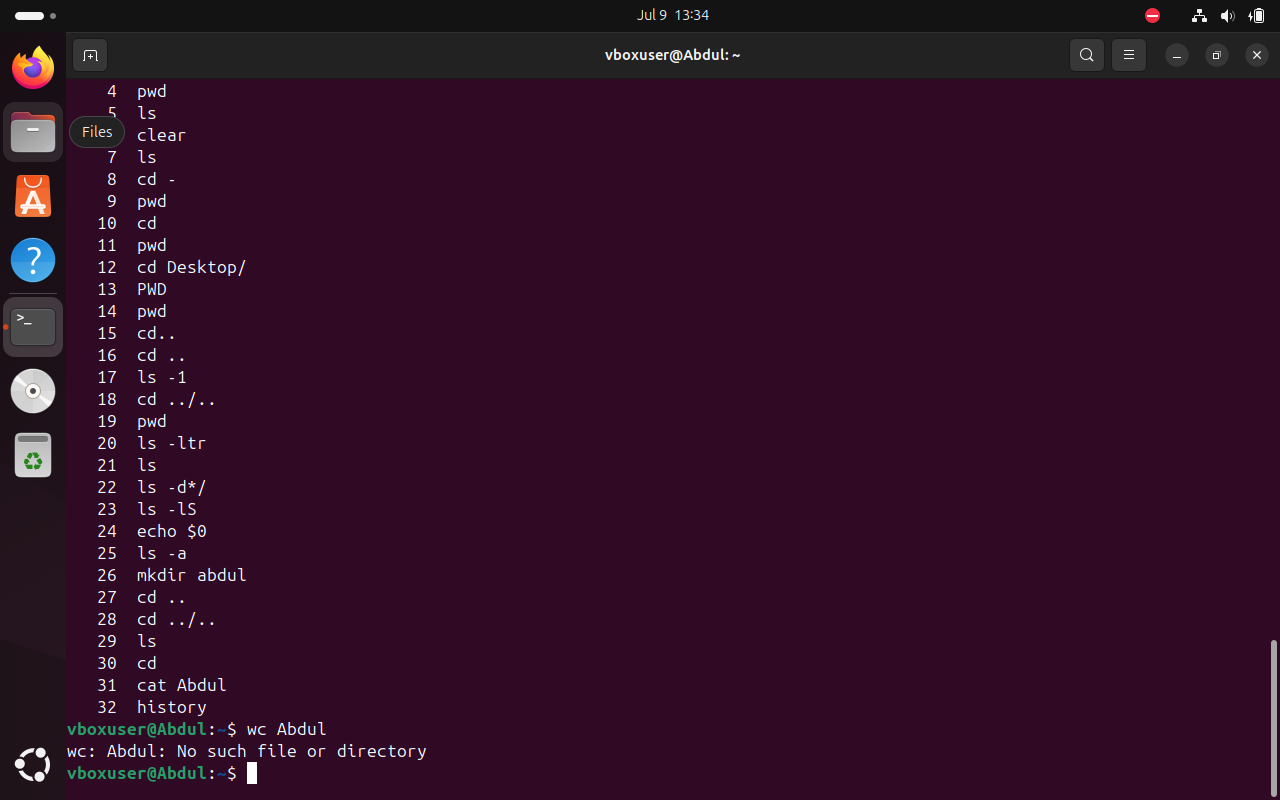 Jul 9 13:34
vboxuser@Abdul: ~
4 pwd
5 ls
Files
clear
7 ls
8 cd -
9 pwd
10 cd
11 pwd
12 cd Desktop/
13 PWD
14 pwd
15 cd..
16 cd ..
17 ls -1
18 cd ../..
19 pwd
20 ls -ltr
21 ls
22 ls -d*/
23 ls -lS
24 echo $0
25 ls -a
26 mkdir abdul
27 cd ..
28 cd ../..
29 ls
30 cd
31 cat Abdul
32 history
vboxuser@Abdul:~$ wc Abdul
wc: Abdul: No such file or directory
vboxuser@Abdul:~$